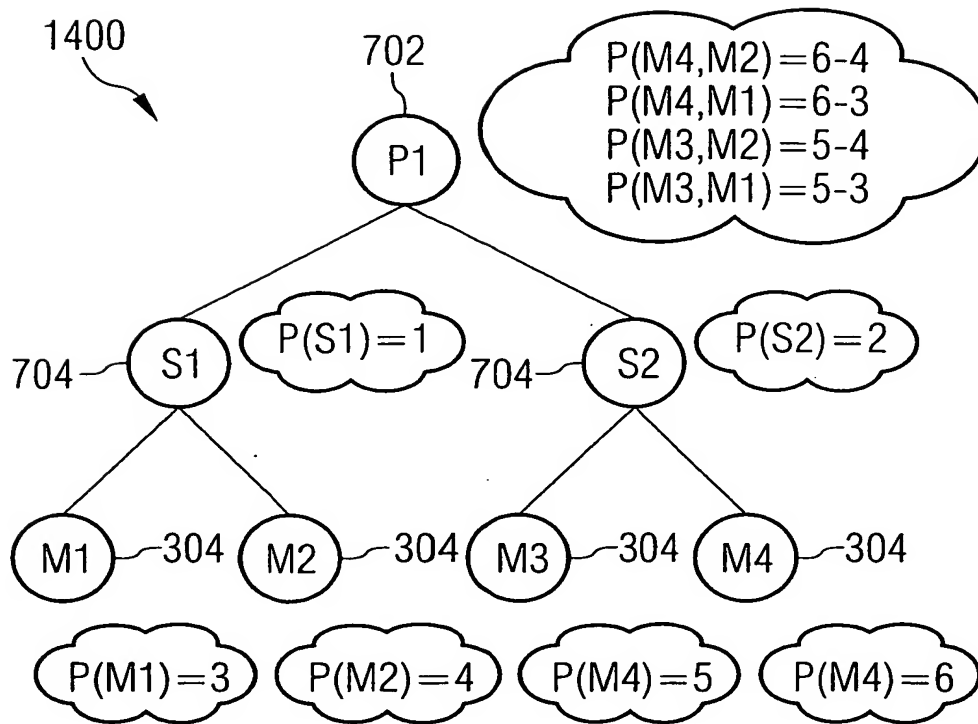 1400
702
P(M4,M2)=6-4
P(M4,M1)=6-3
P(M3,M2)=5-4
P(M3,M1)=5-3
P1
704
S1
P(S1)=1
704
S2
P(S2)=2
M1
304
M2
304
M3
304
M4
304
P(M1)=3
P(M2)=4
P(M4)=5
P(M4)=6